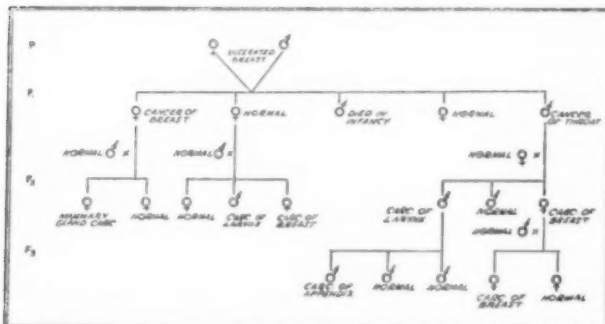 P.
ULCERATED
BREAST
F₁
CANCER OF
BREAST
NORMAL
DIED IN
INFANCY
NORMAL
CANCER
OF THROAT
NORMAL ×
NORMAL ×
NORMAL ×
F₂
MAMMARY
GLAND CARC
NORMAL
NORMAL
CARC OF
LARYNX
CARC OF
BREAST
CARC OF
LARYNX
NORMAL
CARC OF
BREAST
NORMAL ×
F₃
CARC OF
APPENDIX
NORMAL
NORMAL
CARC OF
BREAST
NORMAL